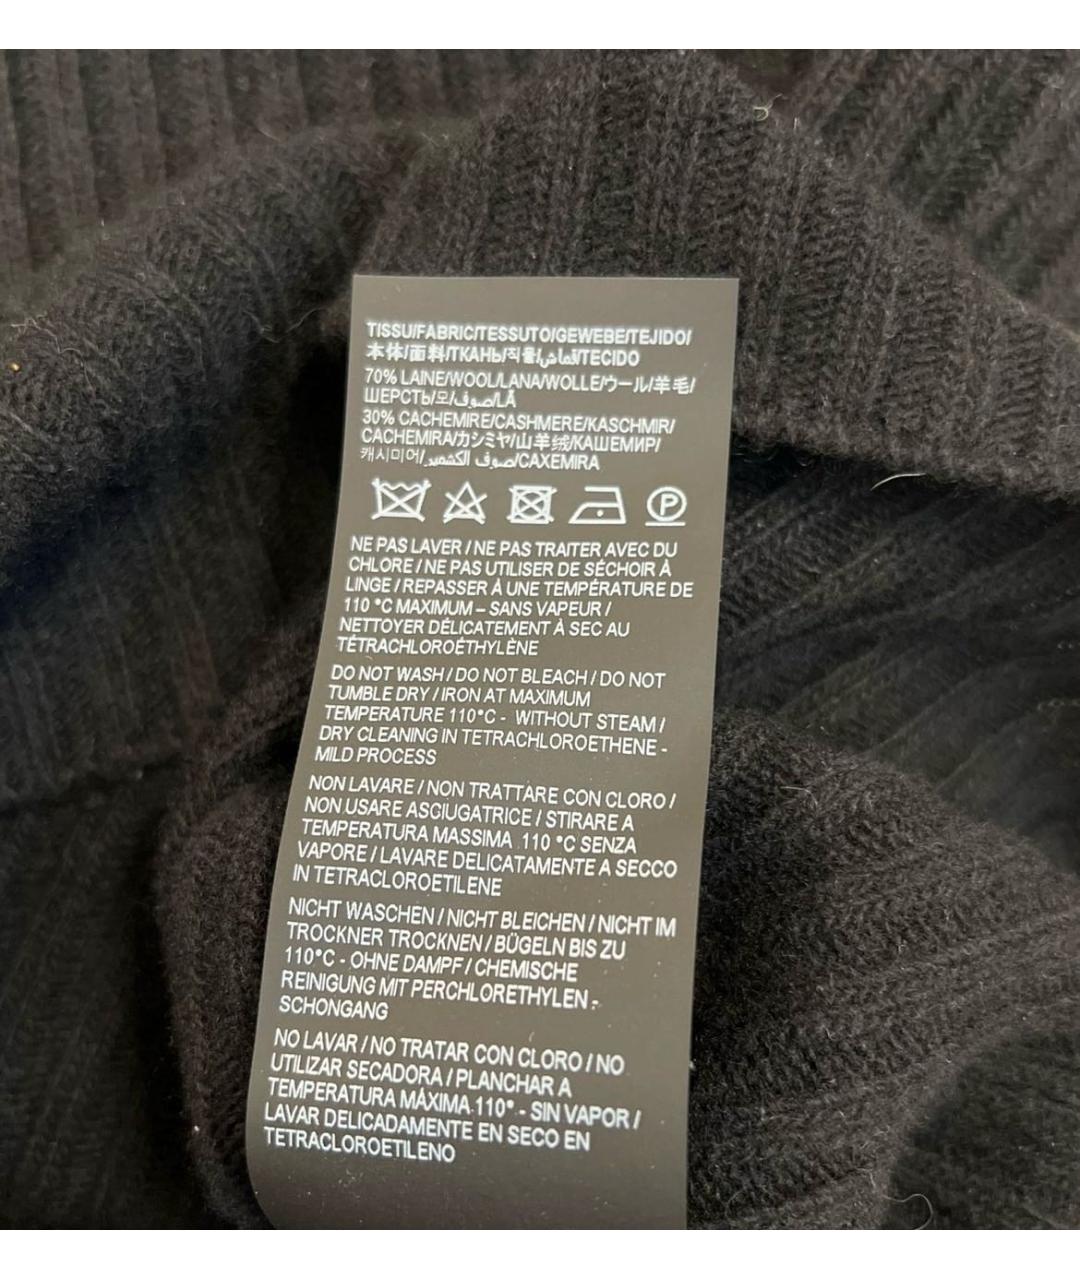 TISSU/FABRIC/TESSUTO/GEWEBE/TEJIDO/
本体/面料/ТКАНЬ/직물/قماش/TECIDO
70% LAINE/WOOL/LANA/WOLLE/ウール/羊毛/
ШЕРСТЬ/모/صوف/LÃ
30% CACHEMIRE/CASHMERE/KASCHMIR/
CACHEMIRA/カシミヤ/山羊绒/КАШЕМИР/
캐시미어/صوف الكشمير/CAXEMIRA
P
NE PAS LAVER / NE PAS TRAITER AVEC DU
CHLORE / NE PAS UTILISER DE SÉCHOIR À
LINGE / REPASSER À UNE TEMPÉRATURE DE
110 °C MAXIMUM – SANS VAPEUR /
NETTOYER DÉLICATEMENT À SEC AU
TÉTRACHLOROÉTHYLÈNE
DO NOT WASH / DO NOT BLEACH / DO NOT
TUMBLE DRY / IRON AT MAXIMUM
TEMPERATURE 110°C - WITHOUT STEAM /
DRY CLEANING IN TETRACHLOROETHENE -
MILD PROCESS
NON LAVARE / NON TRATTARE CON CLORO /
NON USARE ASCIUGATRICE / STIRARE A
TEMPERATURA MASSIMA 110 °C SENZA
VAPORE / LAVARE DELICATAMENTE A SECCO
IN TETRACLOROETILENE
NICHT WASCHEN / NICHT BLEICHEN / NICHT IM
TROCKNER TROCKNEN / BÜGELN BIS ZU
110°C - OHNE DAMPF / CHEMISCHE
REINIGUNG MIT PERCHLORETHYLEN -
SCHONGANG
NO LAVAR / NO TRATAR CON CLORO / NO
UTILIZAR SECADORA / PLANCHAR A
TEMPERATURA MÁXIMA 110° - SIN VAPOR /
LAVAR DELICADAMENTE EN SECO EN
TETRACLOROETILENO